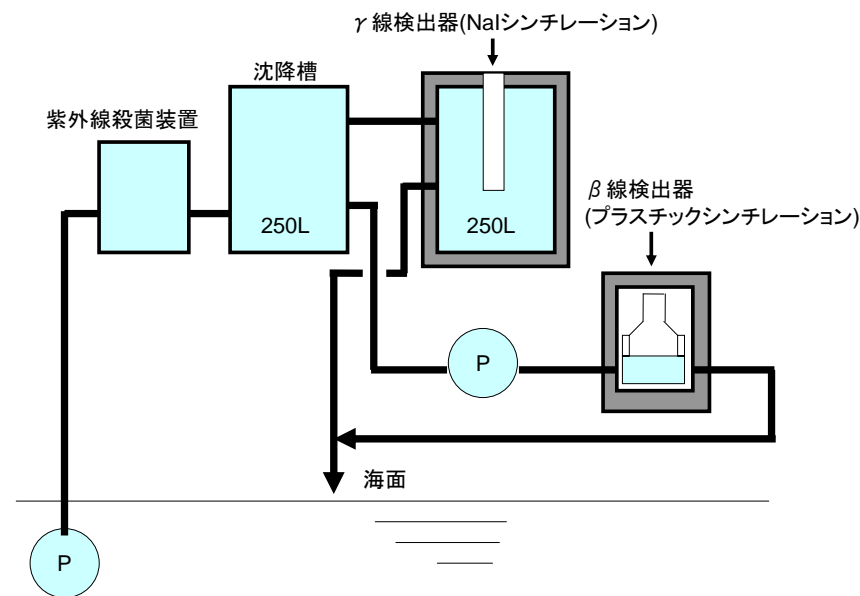 γ線検出器(NaIシンチレーション)
沈降槽
紫外線殺菌装置
β線検出器
(プラスチックシンチレーション)
250L
250L
P
海面
P